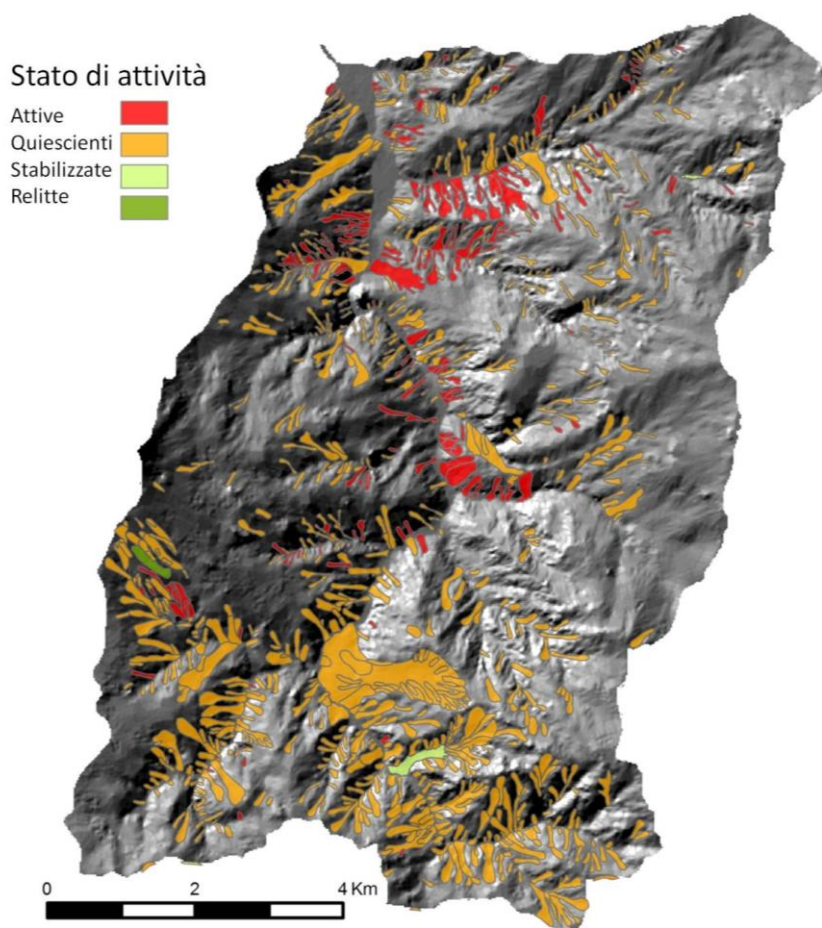 Stato di attività
Attive
Quiescienti
Stabilizzate
Relitte
0 2 4 Km